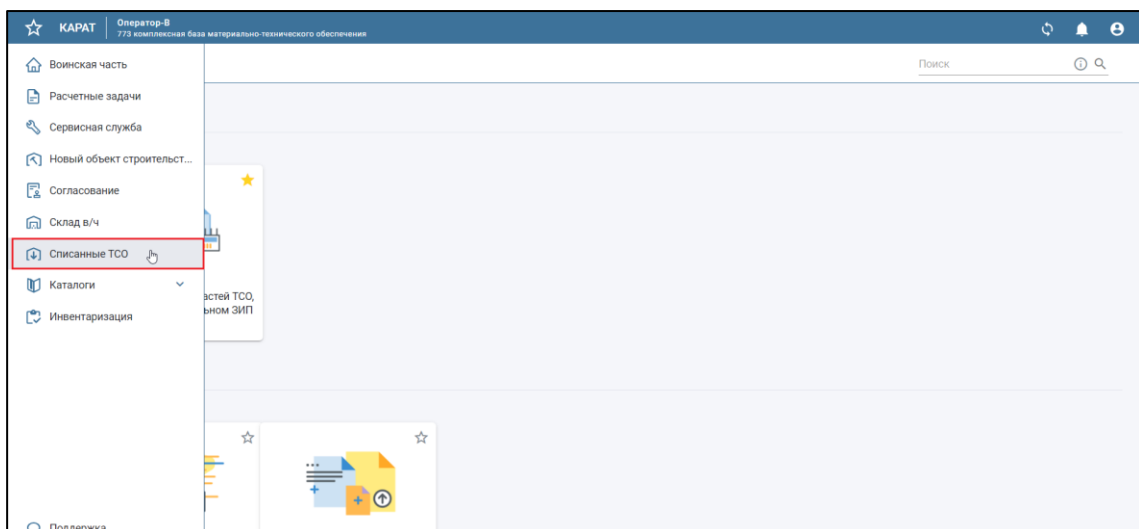 КАРАТ
Оператор-В
773 комплексная база материально-технического обеспечения
Воинская часть
Поиск
Расчетные задачи
Сервисная служба
Новый объект строительст...
Согласование
Склад в/ч
Списанные ТСО
Каталоги
астей ТСО,
ьном ЗИП
Инвентаризация
Поддержка